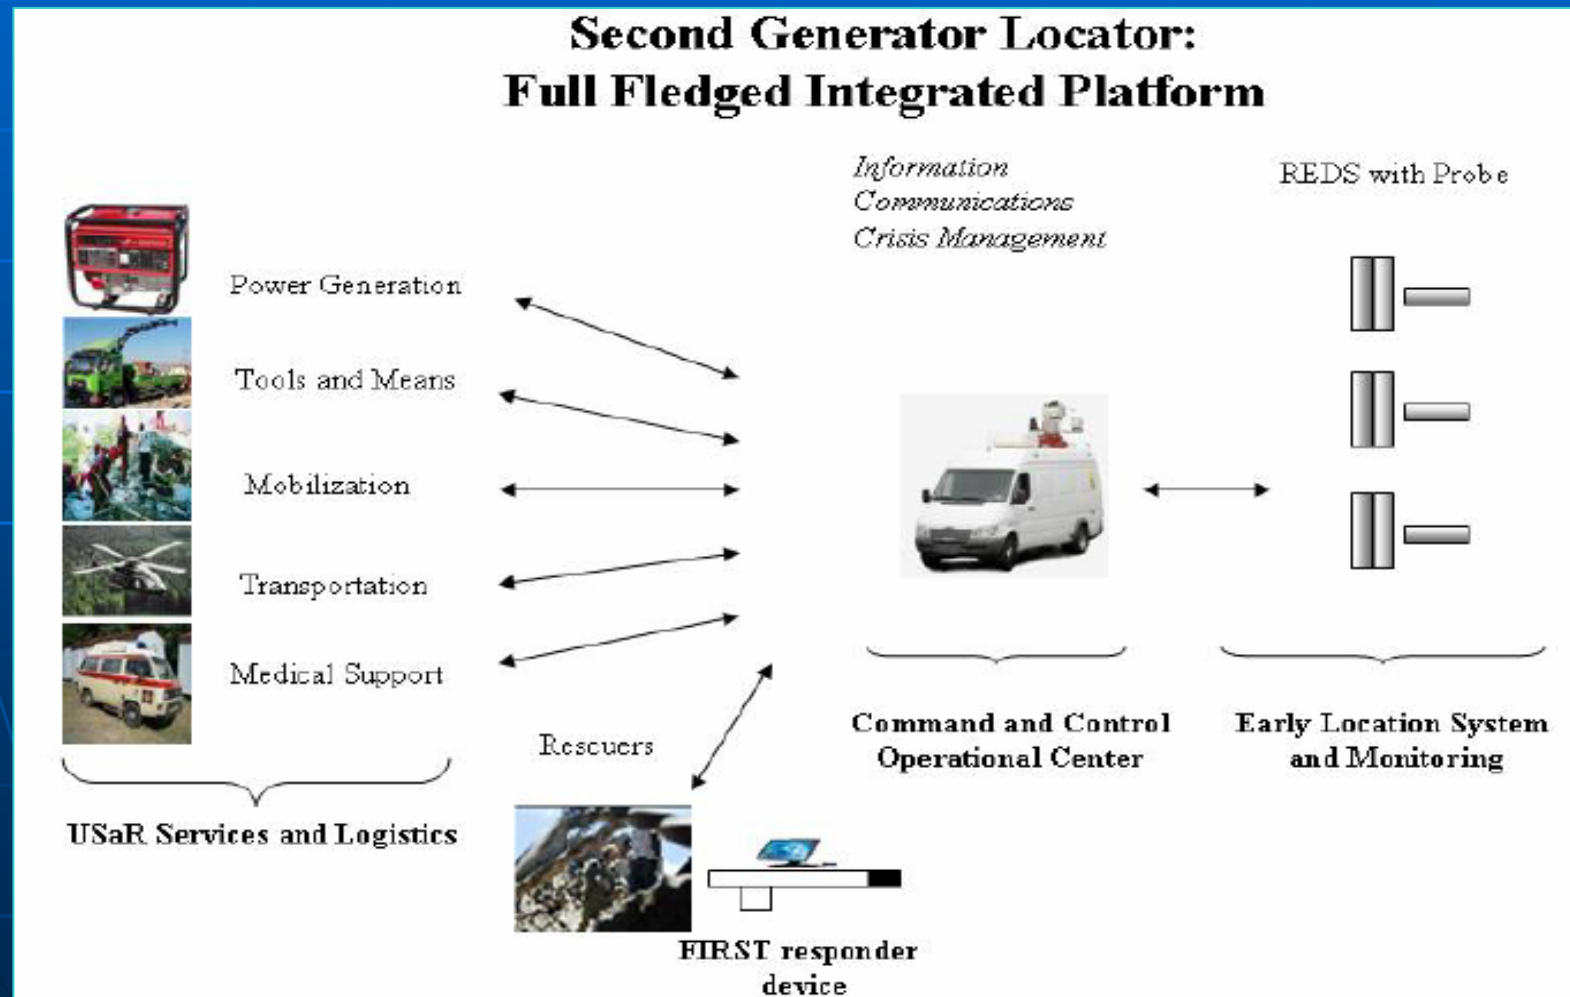 Second Generator Locator:
Full Fledged Integrated Platform
Information
Communications
Crisis Management
REDS with Probe
Power Generation
Tools and Means
Mobilization
Transportation
Medical Support
Rescuers
Command and Control
Operational Center
Early Location System
and Monitoring
USaR Services and Logistics
FIRST responder
device